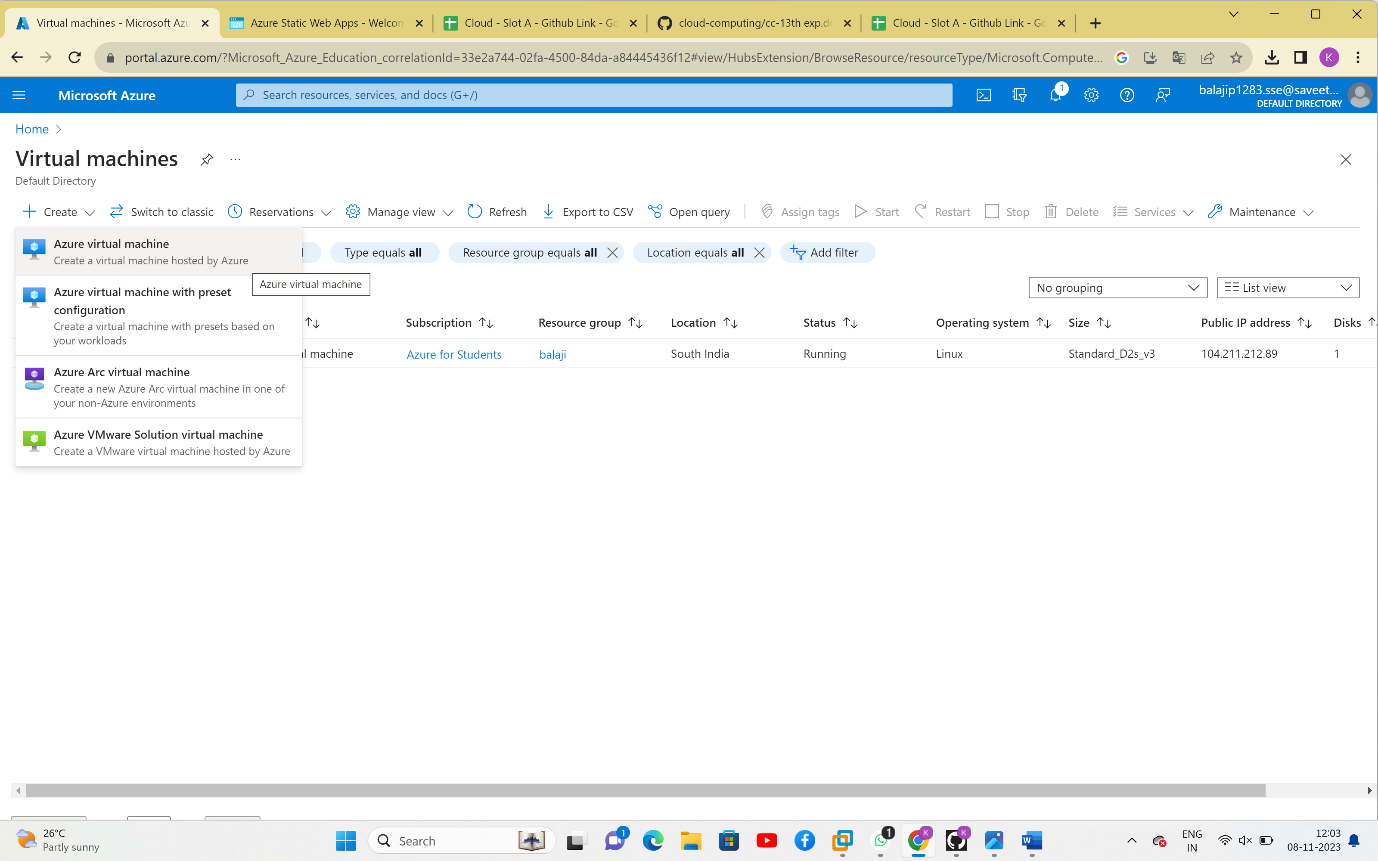 Virtual machines - Microsoft Azu
Azure Static Web Apps - Welcon
Cloud - Slot A - Github Link - Go
cloud-computing/cc-13th exp.do
Cloud - Slot A - Github Link - Go
portal.azure.com/?Microsoft_Azure_Education_correlationId=33e2a744-02fa-4500-84da-a84445436f12#view/HubsExtension/BrowseResource/resourceType/Microsoft.Compute...
K
Microsoft Azure
Search resources, services, and docs (G+/)
1
balajip1283.sse@saveet...
DEFAULT DIRECTORY
Home
Virtual machines
Default Directory
Create
Switch to classic
Reservations
Manage view
Refresh
Export to CSV
Open query
Assign tags
Start
Restart
Stop
Delete
Services
Maintenance
Azure virtual machine
Create a virtual machine hosted by Azure
Azure virtual machine with preset
configuration
Create a virtual machine with presets based on
your workloads
Azure Arc virtual machine
Create a new Azure Arc virtual machine in one of
your non-Azure environments
Azure VMware Solution virtual machine
Create a VMware virtual machine hosted by Azure
Azure virtual machine
Type equals all
Resource group equals all
Location equals all
Add filter
No grouping
List view
Subscription
Resource group
Location
Status
Operating system
Size
Public IP address
Disks
machine
Azure for Students
balaji
South India
Running
Linux
Standard_D2s_v3
104.211.212.89
1
26°C
Partly sunny
Search
1
1
K
K
ENG
IN
12:03
08-11-2023